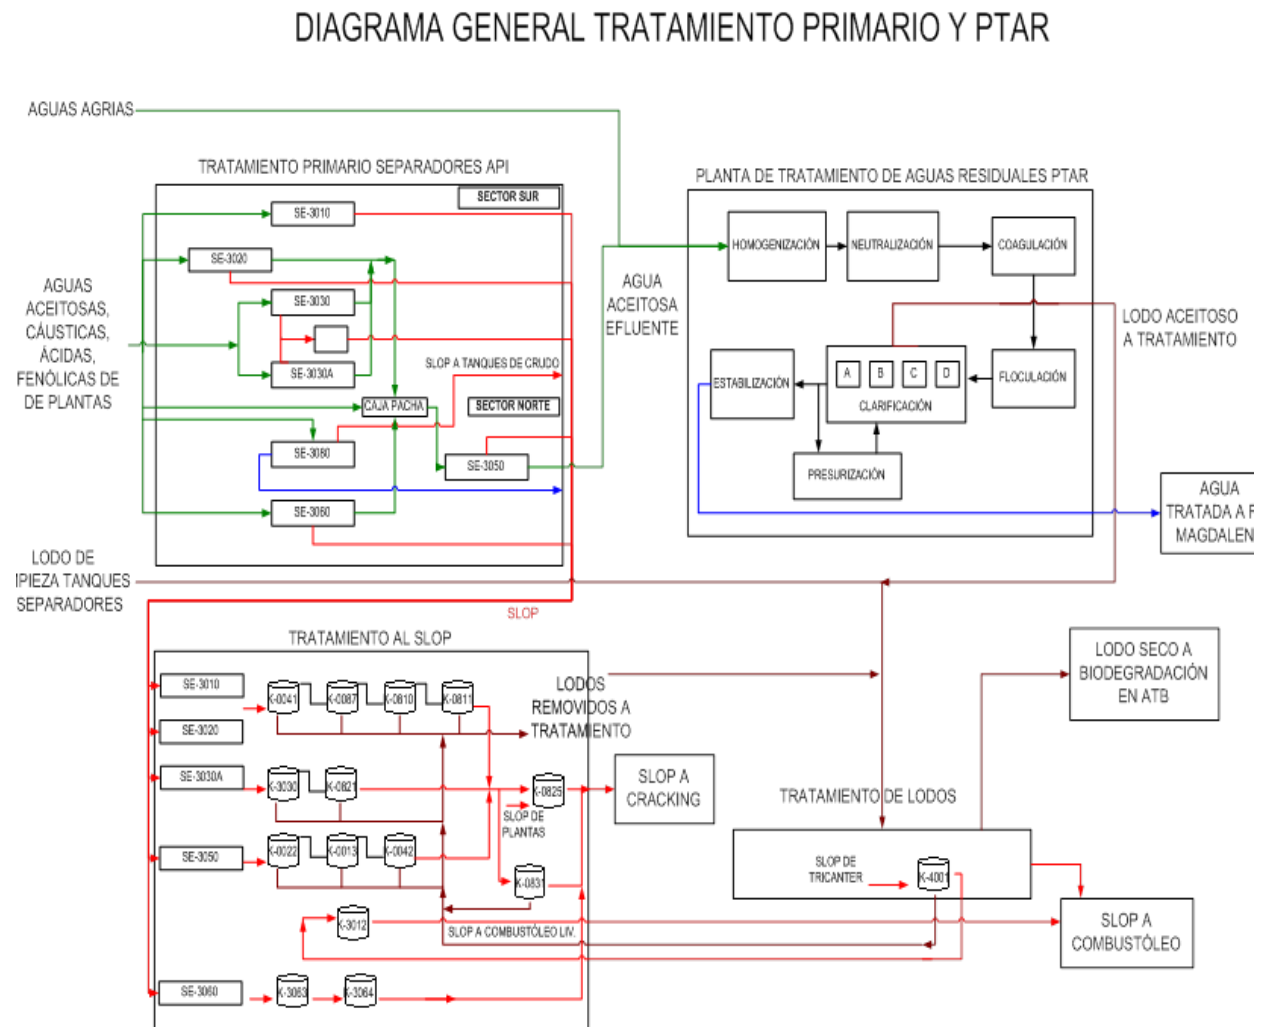 DIAGRAMA GENERAL TRATAMIENTO PRIMARIO Y PTAR
AGUAS AGRIAS
TRATAMIENTO PRIMARIO SEPARADORES API
SECTOR SUR
SE-3010
SE-3020
SE-3030
SE-3030A
AGUAS
ACEITOSAS,
CÁUSTICAS,
ÁCIDAS,
FENÓLICAS DE
DE PLANTAS
SLOP A TANQUES DE CRUDO
CAJA PACHA
SECTOR NORTE
SE-3080
SE-3050
SE-3060
AGUA
ACEITOSA
EFLUENTE
PLANTA DE TRATAMIENTO DE AGUAS RESIDUALES PTAR
HOMOGENIZACIÓN
NEUTRALIZACIÓN
COAGULACIÓN
LODO ACEITOSO
A TRATAMIENTO
ESTABILIZACIÓN
A
B
C
D
CLARIFICACIÓN
FLOCULACIÓN
PRESURIZACIÓN
AGUA
TRATADA A
MAGDALEN
LODO DE
IPIEZA TANQUES
SEPARADORES
SLOP
TRATAMIENTO AL SLOP
SE-3010
K-0041
K-0087
K-0810
K-0811
SE-3020
LODOS
REMOVIDOS A
TRATAMIENTO
SE-3030A
K-3030
K-0821
K-0825
SLOP DE
PLANTAS
SLOP A
CRACKING
SE-3050
K-0022
K-0013
K-0042
K-0831
K-3012
SLOP A COMBUSTÓLEO LIV.
SE-3060
K-3063
K-3064
TRATAMIENTO DE LODOS
SLOP DE
TRICANTER
K-4001
LODO SECO A
BIODEGRADACIÓN
EN ATB
SLOP A
COMBUSTÓLEO